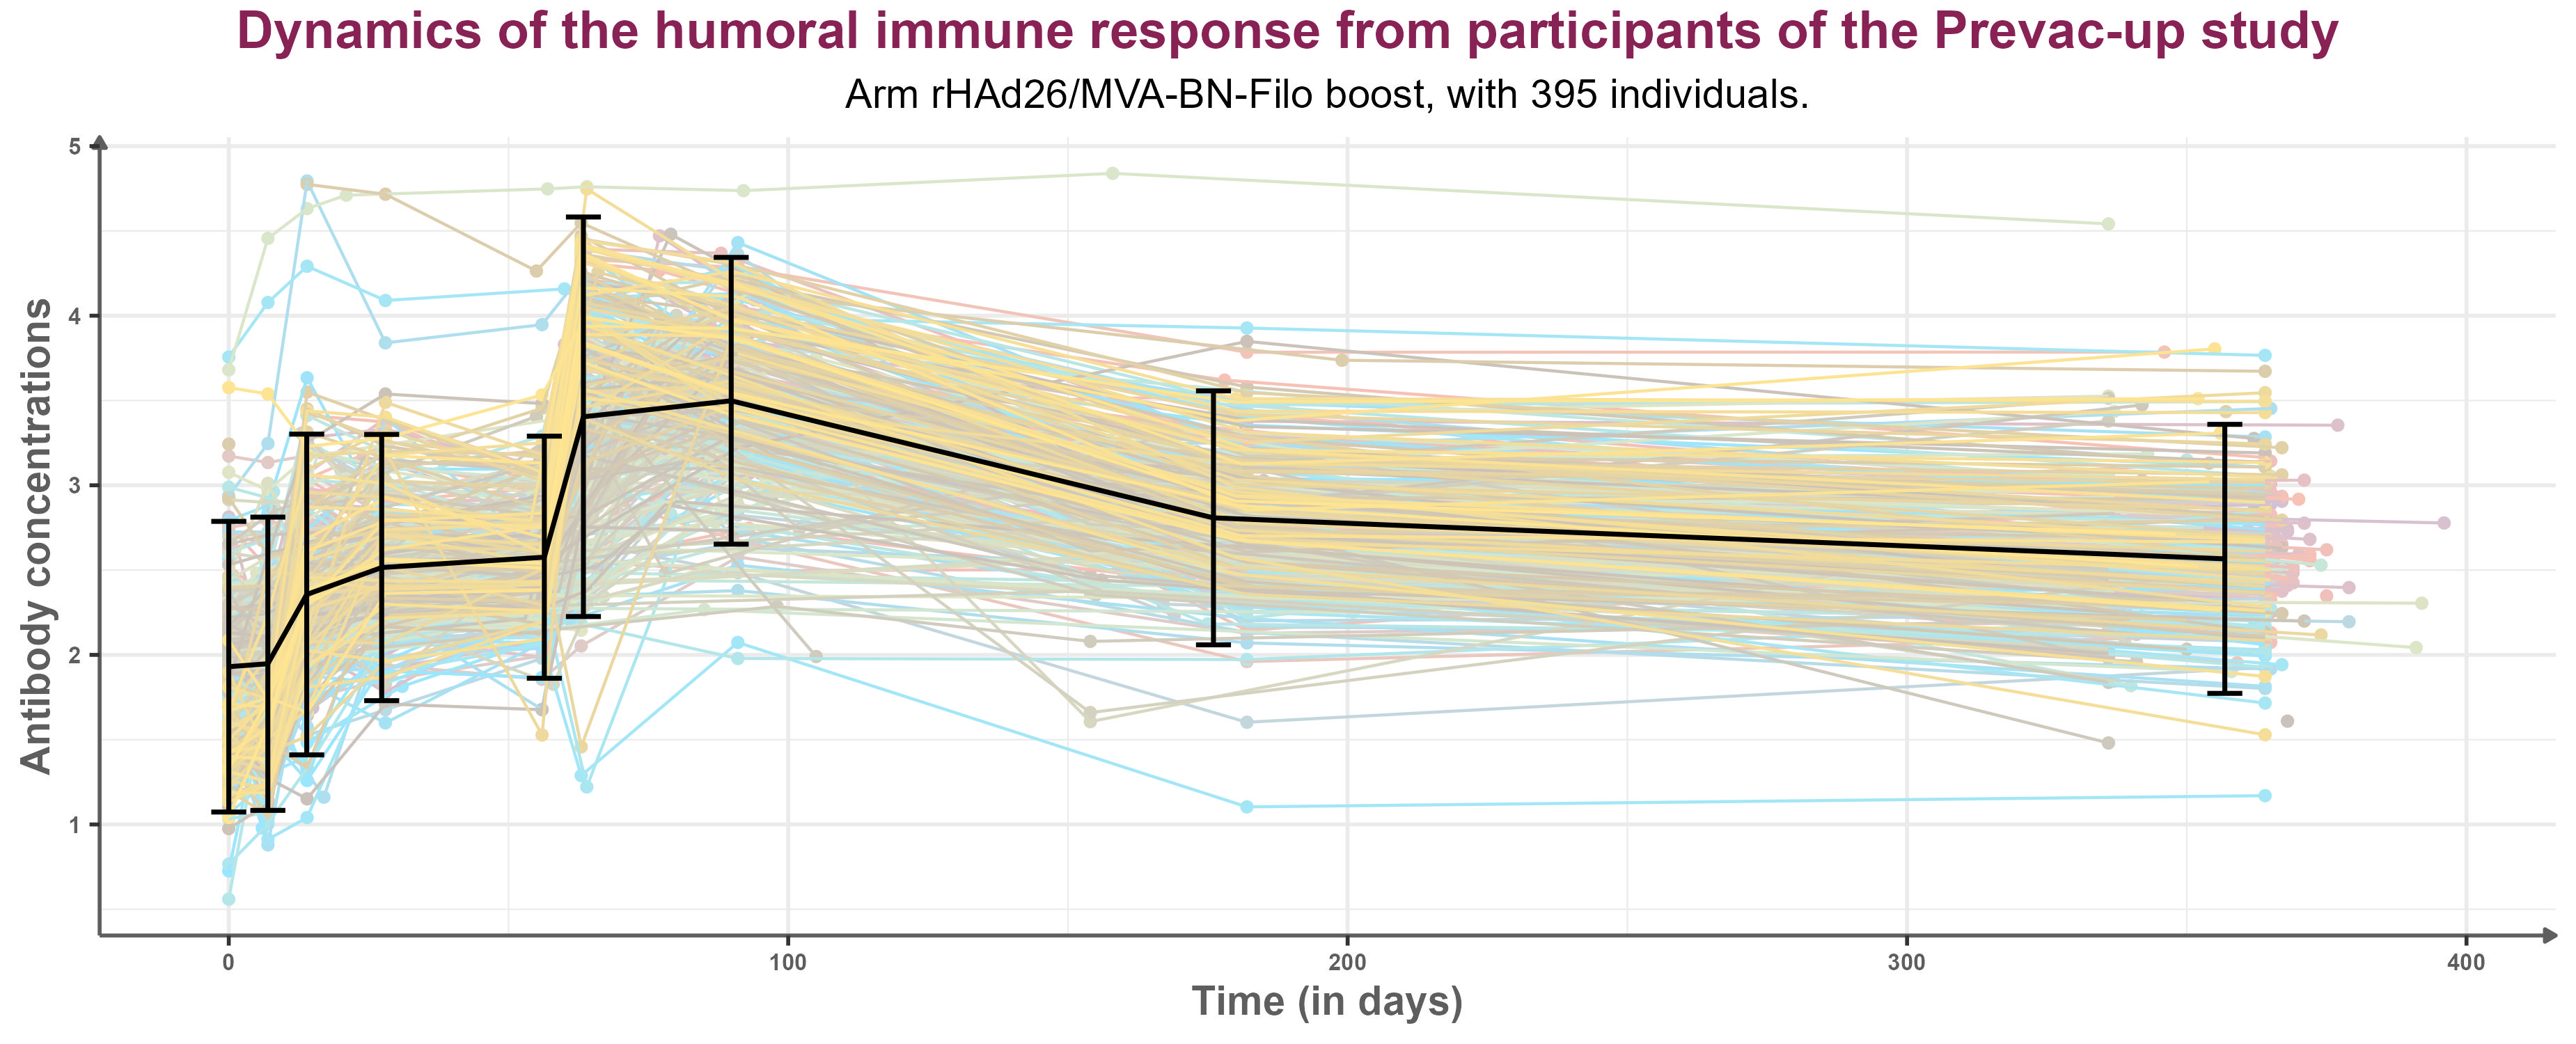 Dynamics of the humoral immune response from participants of the Prevac-up study
Arm rHAd26/MVA-BN-Filo boost, with 395 individuals.
Antibody concentrations
5
4
3
2
1
0
100
200
300
400
Time (in days)